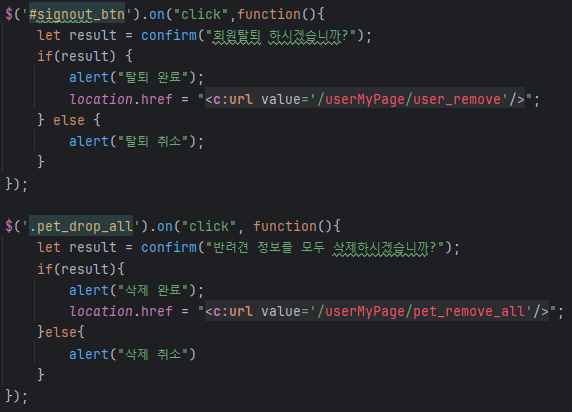 $('#signout_btn').on("click",function(){
let result = confirm("회원탈퇴 하시겠습니까?");
if(result) {
alert("탈퇴 완료");
location.href = "<c:url value='/userMyPage/user_remove'/>";
} else {
alert("탈퇴 취소");
}
});
$('.pet_drop_all').on("click", function(){
let result = confirm("반려견 정보를 모두 삭제하시겠습니까?");
if(result){
alert("삭제 완료");
location.href = "<c:url value='/userMyPage/pet_remove_all'/>";
}else{
alert("삭제 취소")
}
});